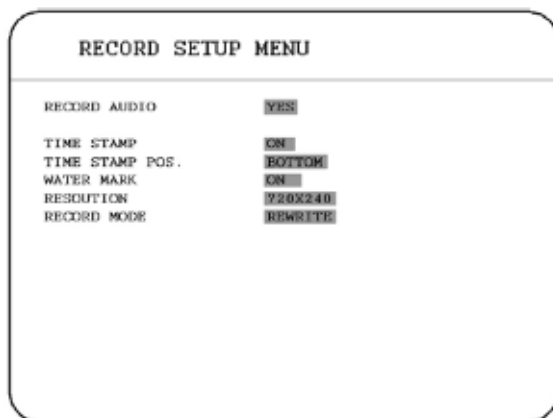 RECORD SETUP MENU
RECORD AUDIO YES
TIME STAMP ON
TIME STAMP POS. BOTTOM
WATER MARK ON
RESOUTION 720X240
RECORD MODE REWRITE